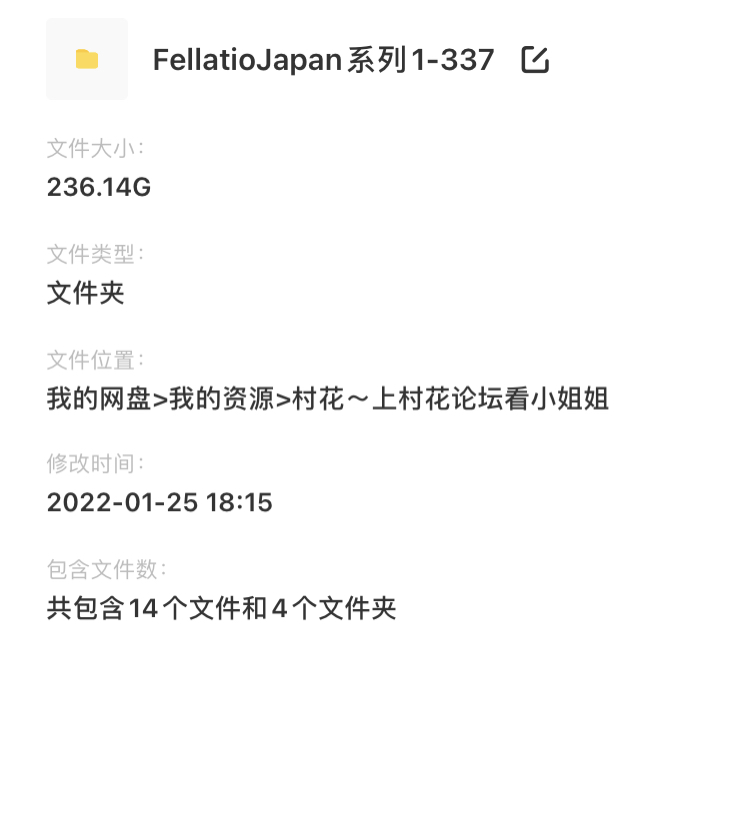 FellatioJapan系列1-337
文件大小:
236.14G
文件类型:
文件夹
文件位置:
我的网盘>我的资源>村花～上村花论坛看小姐姐
修改时间:
2022-01-25 18:15
包含文件数:
共包含14个文件和4个文件夹